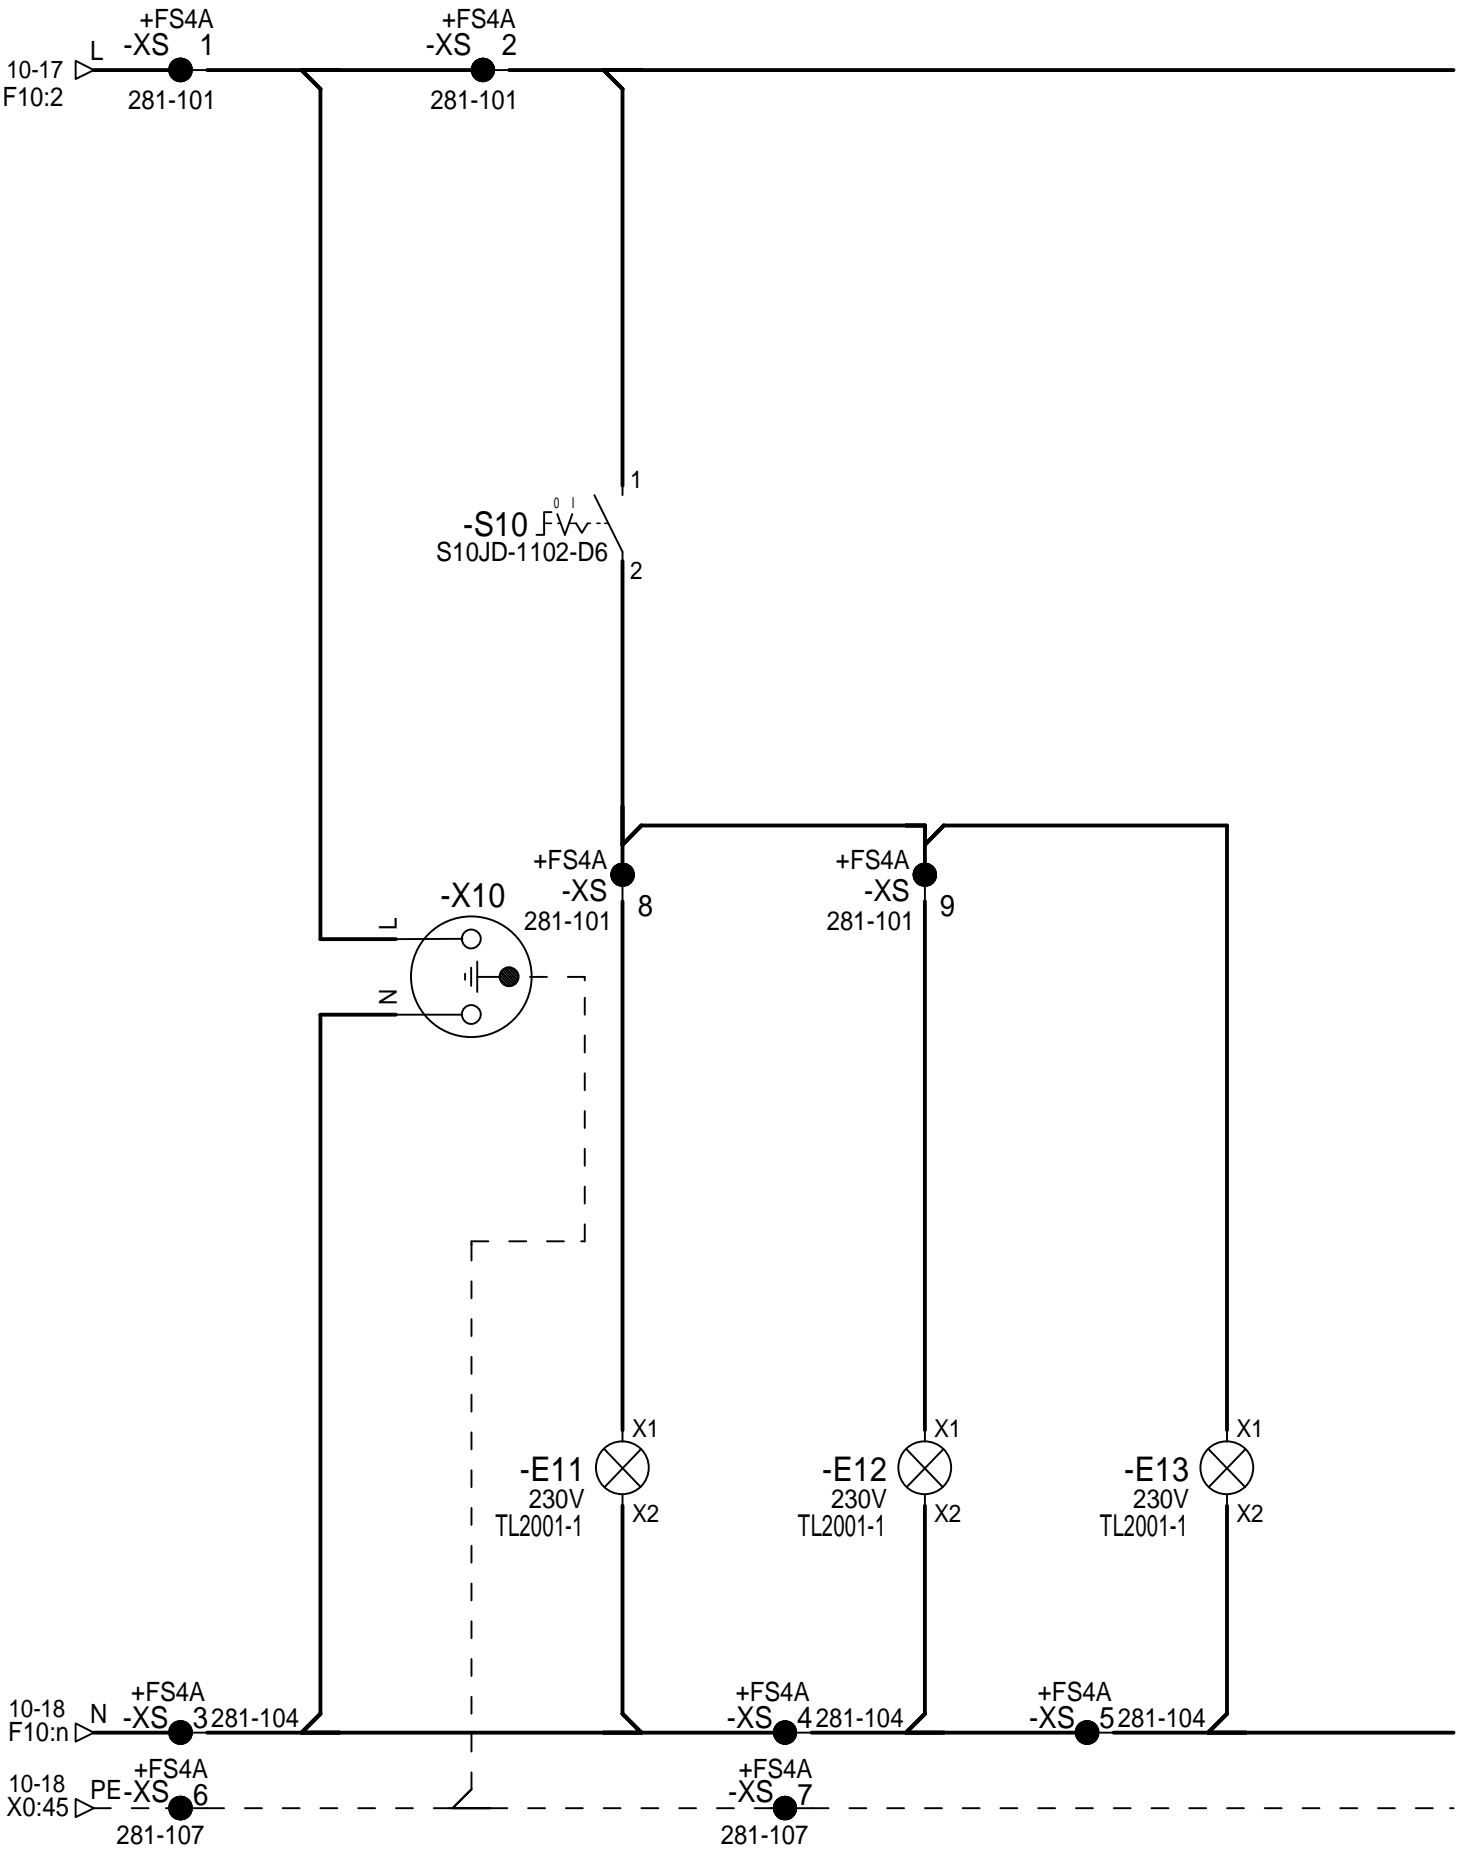 +FS4A
-XS 1
281-101
+FS4A
-XS 2
281-101
L
10-17
F10:2
1
0 I
-S10
S10JD-1102-D6
2
+FS4A
-XS
8
281-101
+FS4A
-XS
9
281-101
-X10
L
N
X1
-E11
230V
X2
TL2001-1
X1
-E12
230V
X2
TL2001-1
X1
-E13
230V
X2
TL2001-1
10-18
F10:n
N
+FS4A
-XS 3 281-104
+FS4A
-XS 4 281-104
+FS4A
-XS 5 281-104
10-18
X0:45
PE
+FS4A
-XS 6
281-107
+FS4A
-XS 7
281-107